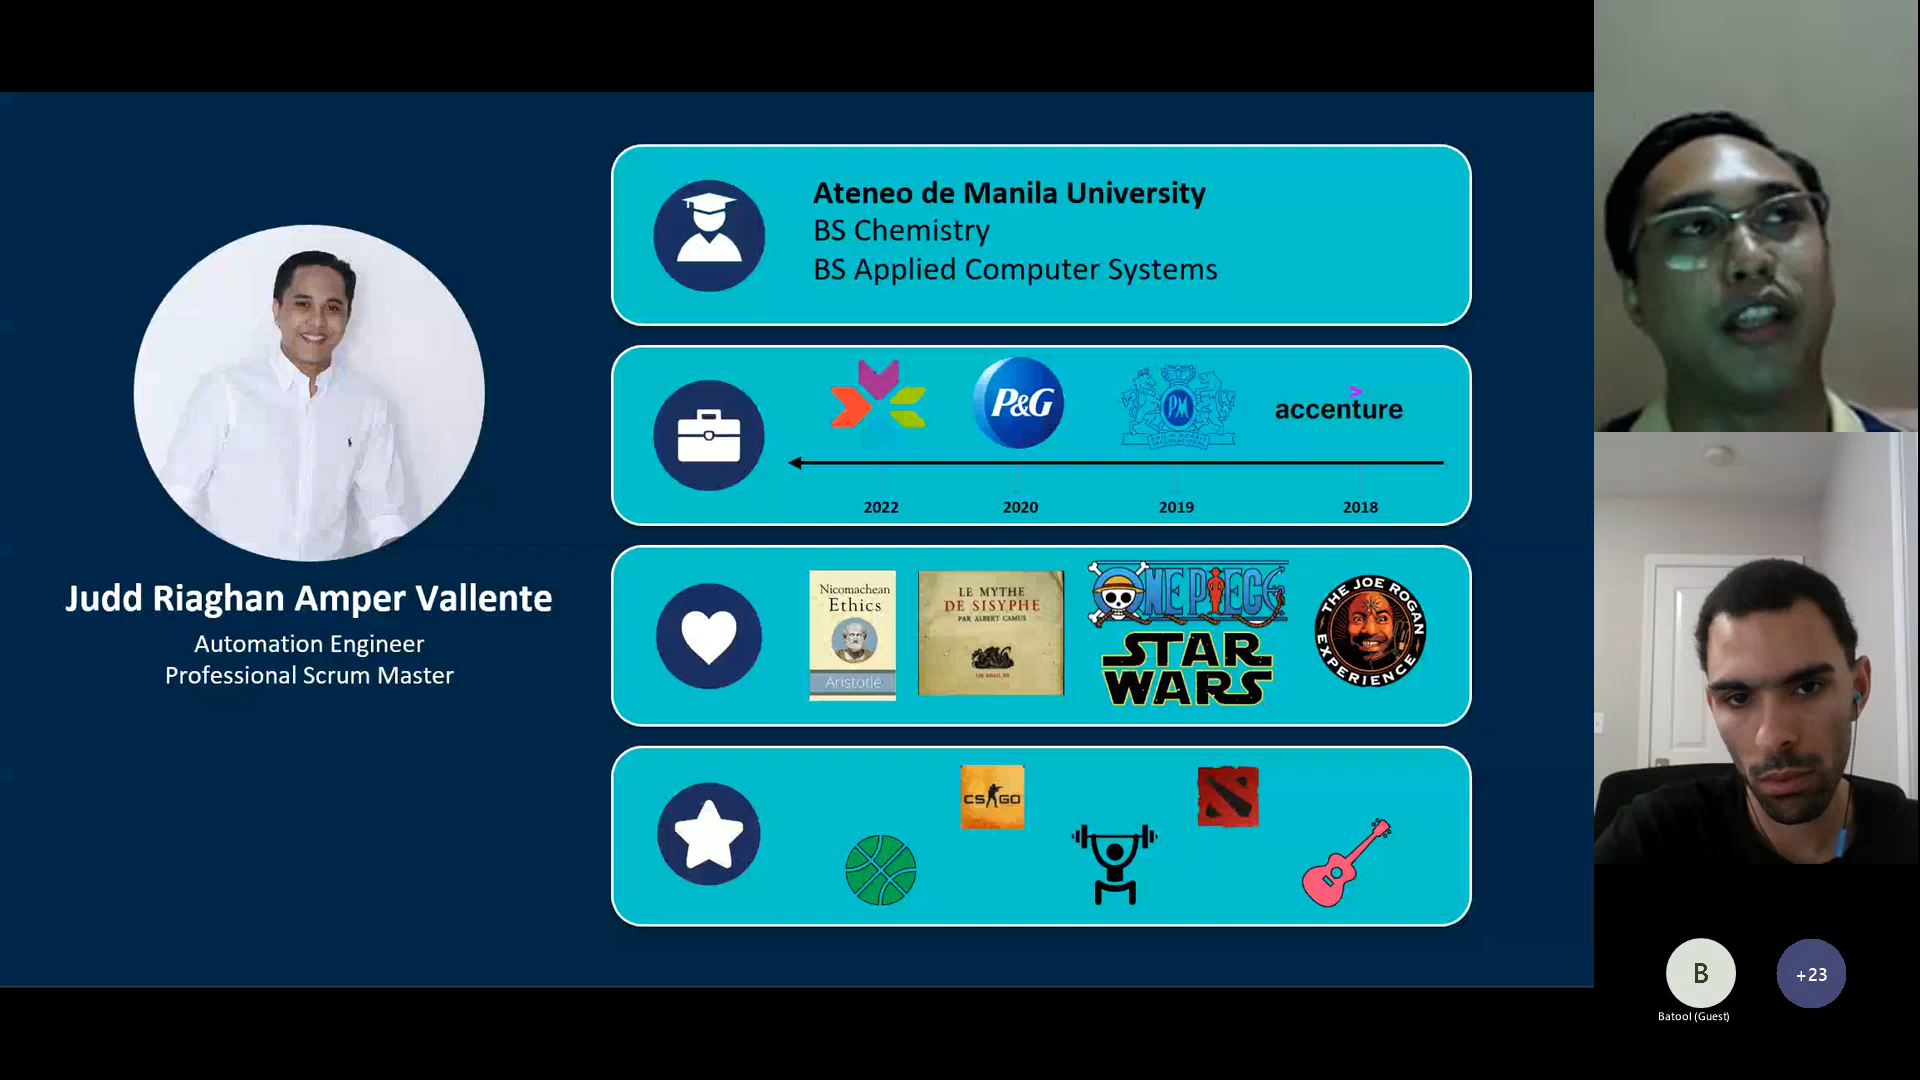 Ateneo de Manila University
BS Chemistry
BS Applied Computer Systems
P&G
PM
>
accenture
2022
2020
2019
2018
Judd Riaghan Amper Vallente
Automation Engineer
Professional Scrum Master
Nicomachean
Ethics
Aristotle
LE MYTHE
DE SISYPHE
PAR ALBERT CAMUS
ONE PIECE
STAR
WARS
THE JOE ROGAN
EXPERIENCE
CS GO
B
+23
Batool (Guest)